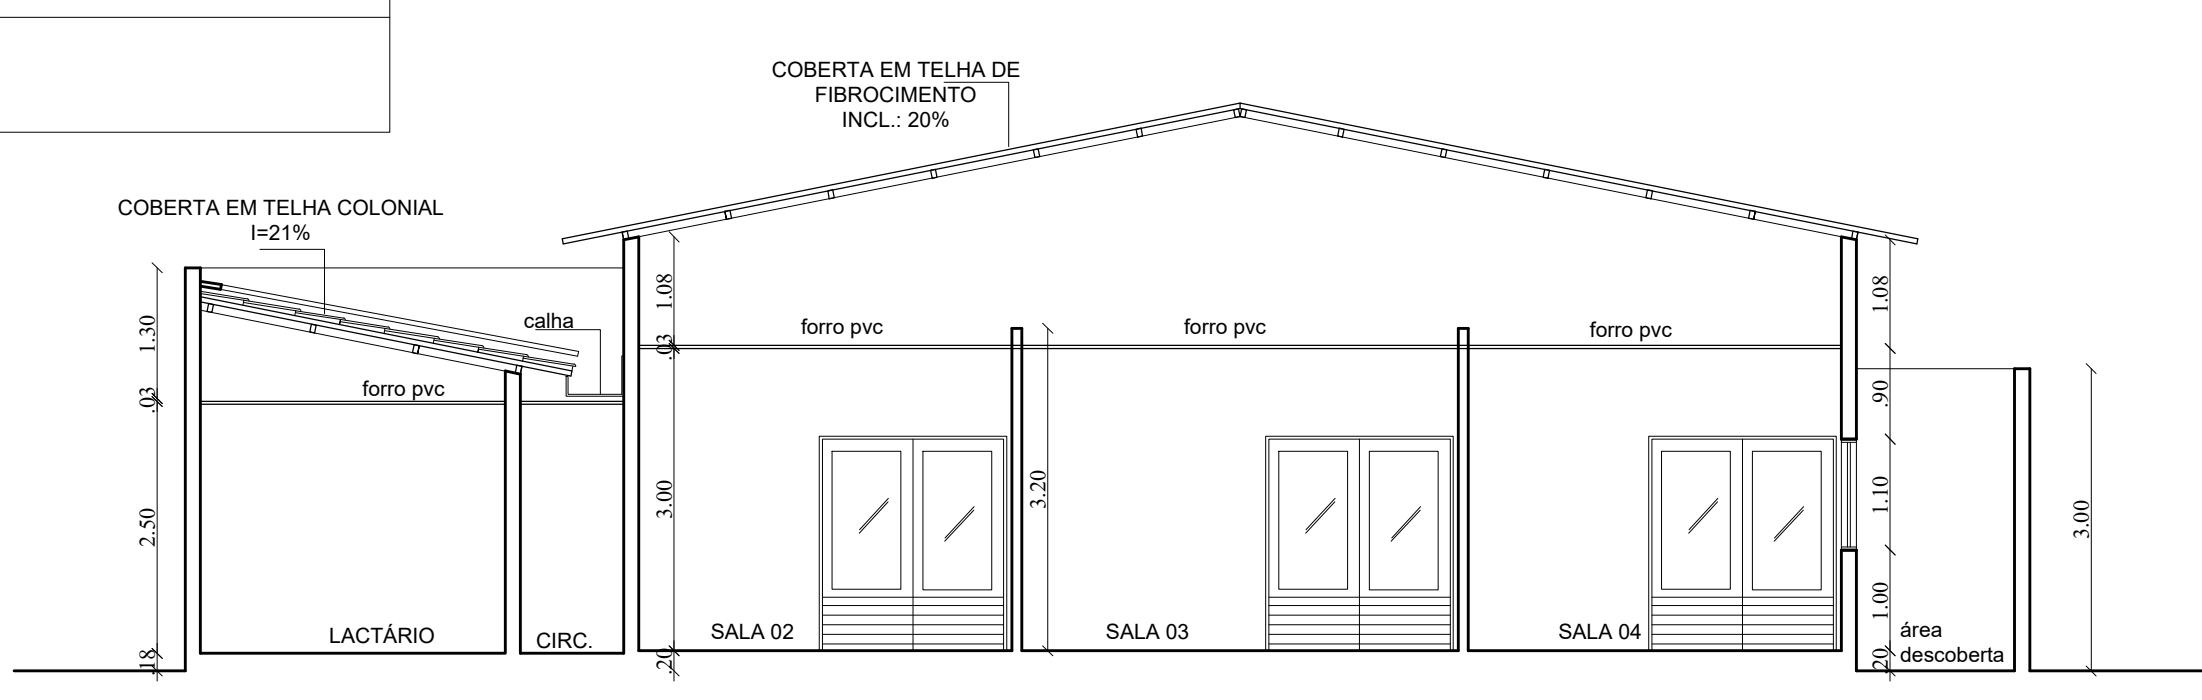 COBERTA EM TELHA DE
FIBROCIMENTO
INCL.: 20%
COBERTA EM TELHA COLONIAL
I=21%
calha
forro pvc
forro pvc
forro pvc
forro pvc
1.30
.03
2.50
.18
1.08
.03
3.00
.20
3.20
1.08
.90
1.10
1.00
.20
3.00
LACTÁRIO
CIRC.
SALA 02
SALA 03
SALA 04
área
descoberta